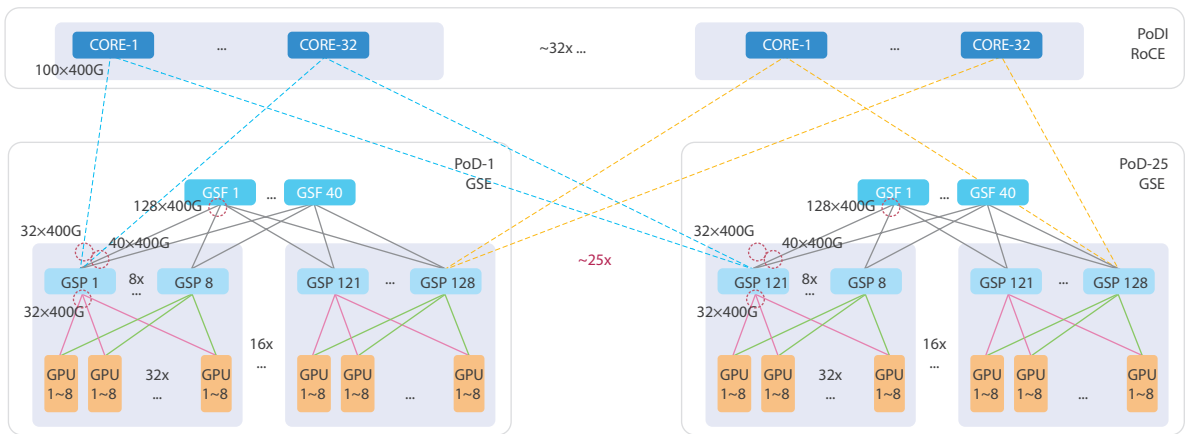 CORE-1
...
CORE-32
~32x ...
CORE-1
...
CORE-32
PoDI
RoCE
100×400G
PoD-1
GSE
GSF 1
...
GSF 40
128×400G
32×400G
40×400G
GSP 1
8x
...
GSP 8
GSP 121
...
GSP 128
32×400G
16x
...
GPU
1~8
GPU
1~8
32x
...
GPU
1~8
GPU
1~8
GPU
1~8
...
GPU
1~8
~25x
PoD-25
GSE
GSF 1
...
GSF 40
128×400G
32×400G
40×400G
GSP 121
8x
...
GSP 8
GSP 121
...
GSP 128
32×400G
16x
...
GPU
1~8
GPU
1~8
32x
...
GPU
1~8
GPU
1~8
GPU
1~8
...
GPU
1~8